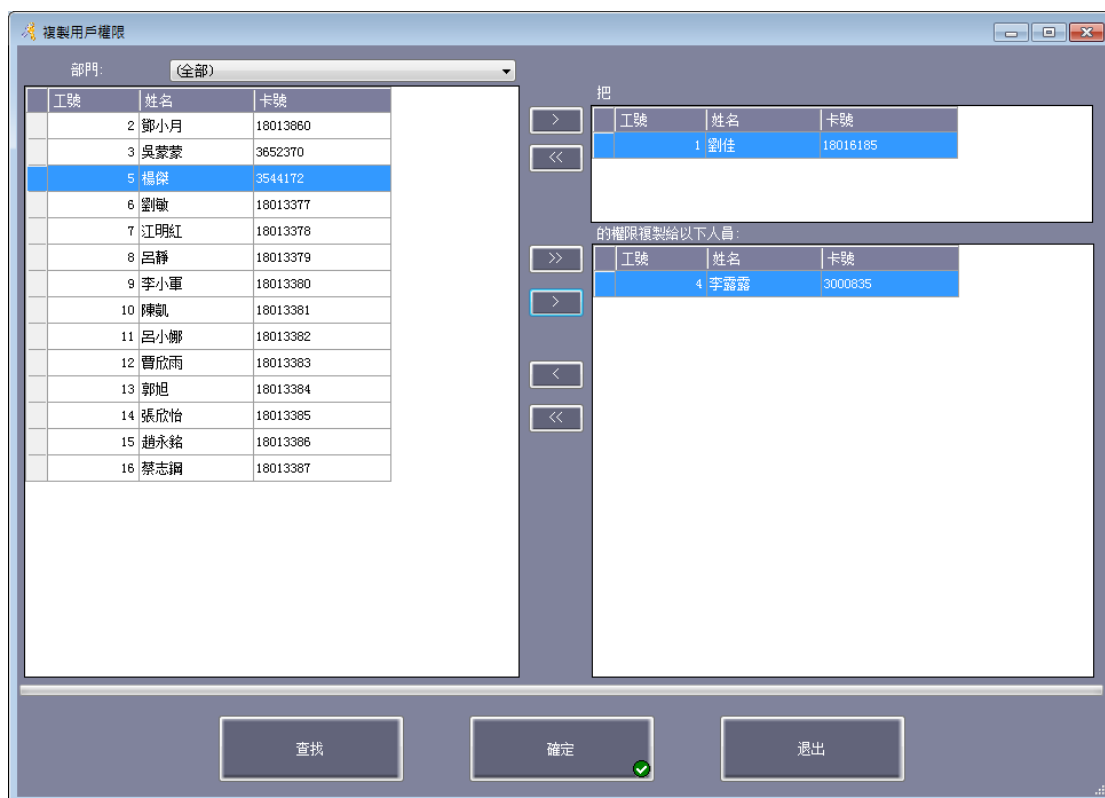 複製用戶權限
部門: (全部)
工號 姓名 卡號
2 鄧小月 18013860
3 吳蒙蒙 3652370
5 楊傑 3544172
6 劉敏 18013377
7 江明紅 18013378
8 呂靜 18013379
9 李小軍 18013380
10 陳凱 18013381
11 呂小娜 18013382
12 曹欣雨 18013383
13 郭旭 18013384
14 張欣怡 18013385
15 趙永銘 18013386
16 蔡志鋼 18013387
>
<<
>>
>
<
<<
把
工號 姓名 卡號
1 劉佳 18016185
的權限複製給以下人員:
工號 姓名 卡號
4 李露露 3000835
查找 確定 退出